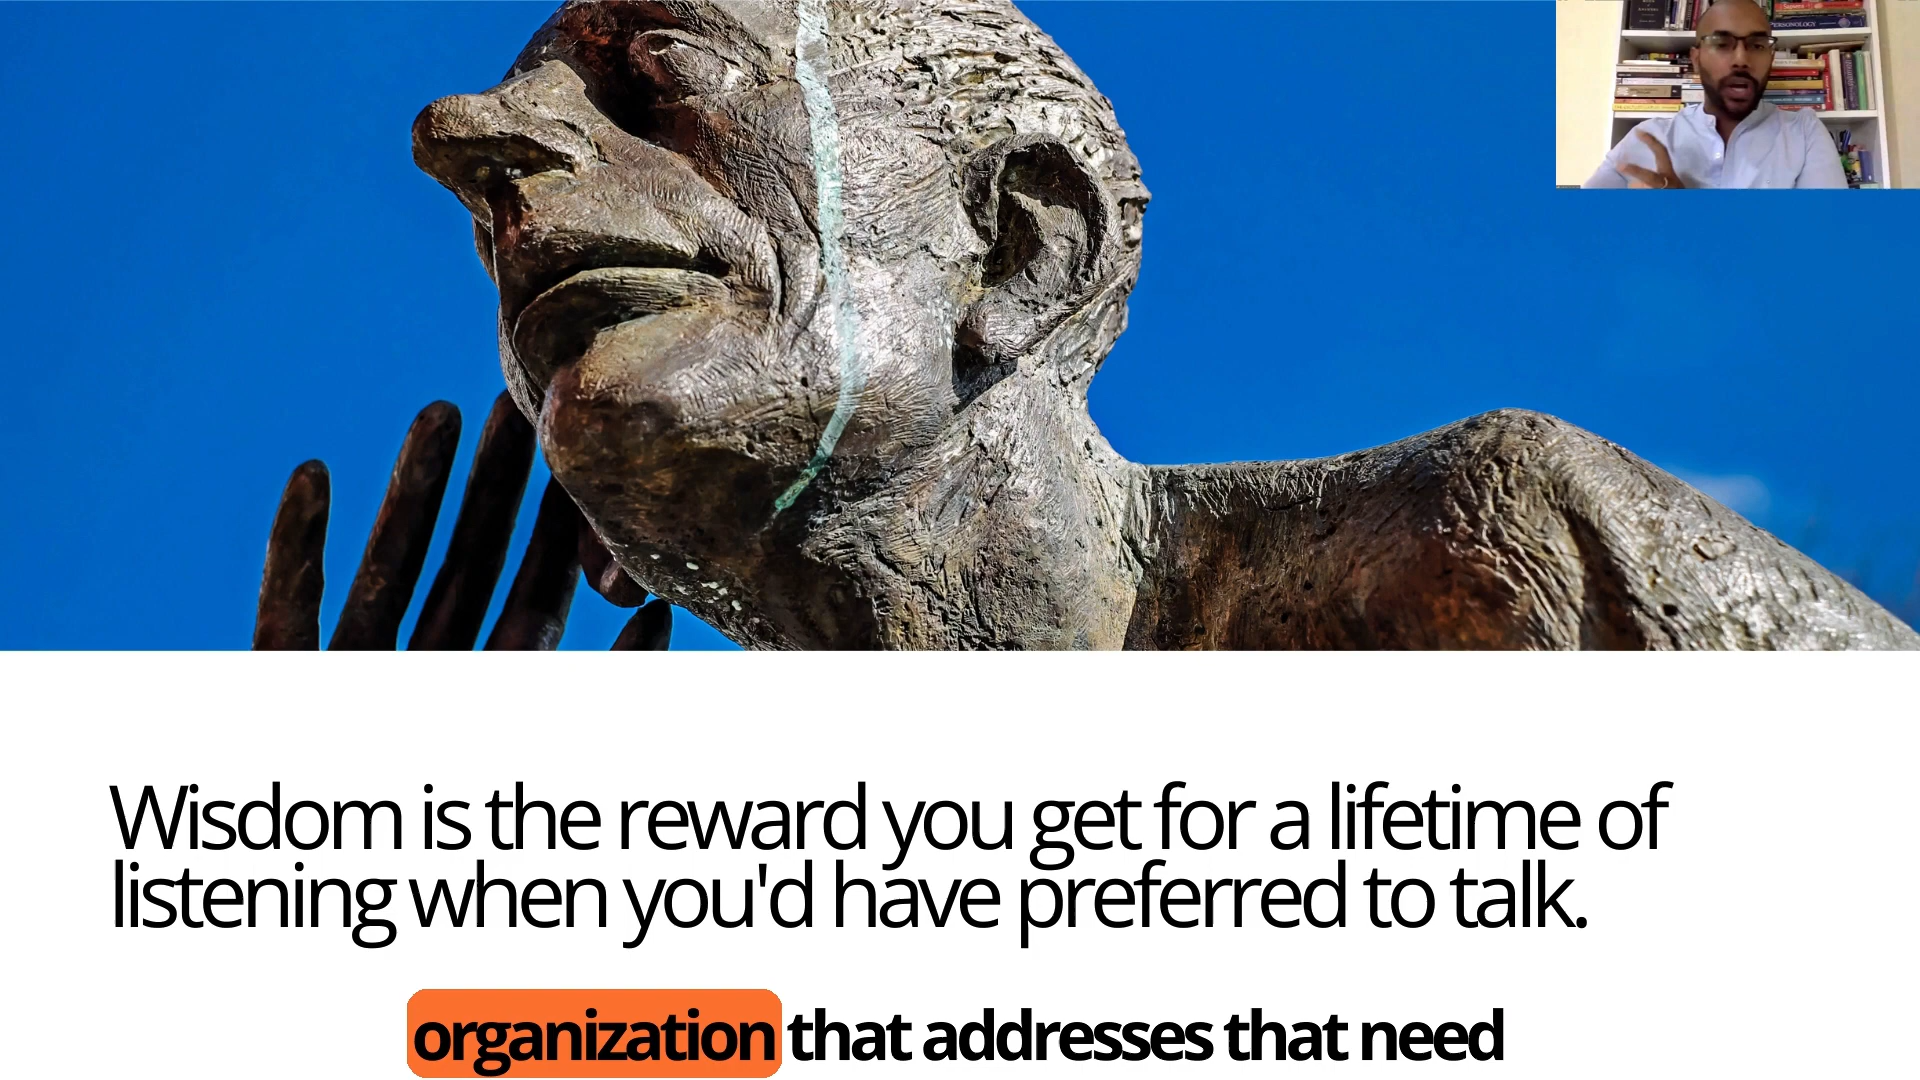 PERSONOLOGY
Wisdom is the reward you get for a lifetime of
listening when you'd have preferred to talk.
organization that addresses that need